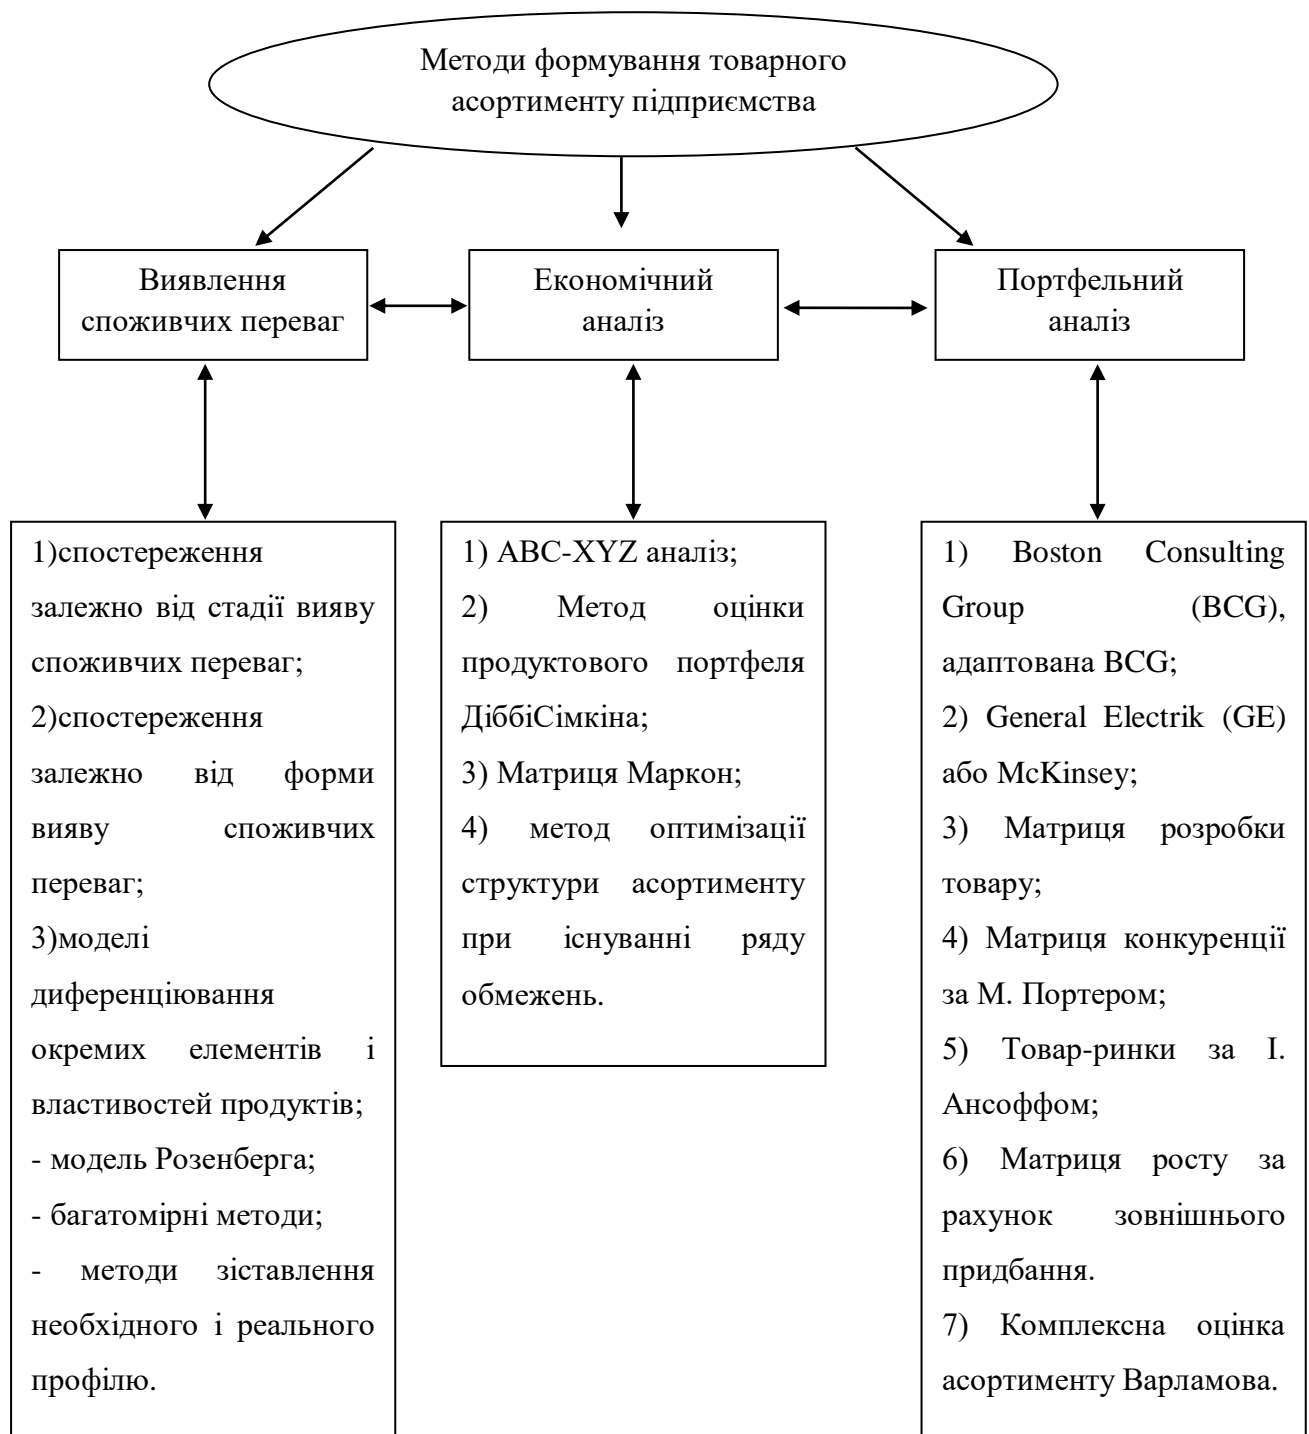 Методи формування товарного
асортименту підприємства
Виявлення
споживчих переваг
Економічний
аналіз
Портфельний
аналіз
1)спостереження
залежно від стадії вияву
споживчих переваг;
2)спостереження
залежно від форми
вияву споживчих
переваг;
3)моделі
диференціювання
окремих елементів і
властивостей продуктів;
- модель Розенберга;
- багатомірні методи;
- методи зіставлення
необхідного і реального
профілю.
1) ABC-XYZ аналіз;
2) Метод оцінки
продуктового портфеля
ДіббіСімкіна;
3) Матриця Маркон;
4) метод оптимізації
структури асортименту
при існуванні ряду
обмежень.
1) Boston Consulting
Group (BCG),
адаптована BCG;
2) General Electrik (GE)
або McKinsey;
3) Матриця розробки
товару;
4) Матриця конкуренції
за М. Портером;
5) Товар-ринки за І.
Ансоффом;
6) Матриця росту за
рахунок зовнішнього
придбання.
7) Комплексна оцінка
асортименту Варламова.